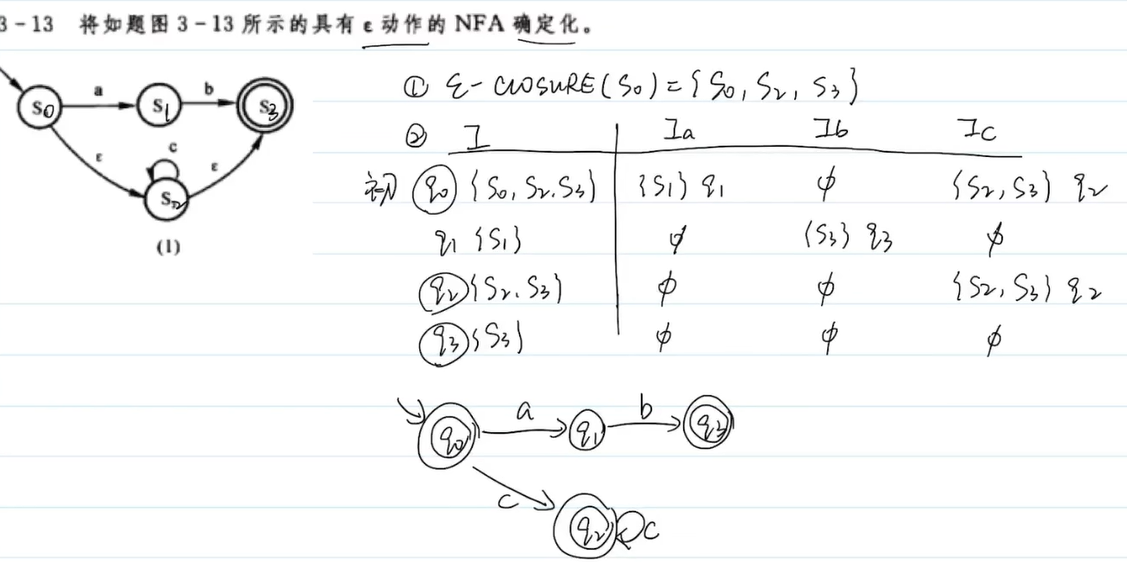 3-13 将如题图 3-13 所示的具有 ε 动作的 NFA 确定化。
① ε-CLOSURE(S0)={S0, S2, S3}
a b
S0 S1 S3
c
ε ε
S2
(1)
② I Ia Ib Ic
初 q0 {S0, S2. S3} {S1} q1 ϕ {S2, S3} q2
q1 {S1} ϕ {S3} q3 ϕ
q2 {S2. S3} ϕ ϕ {S2, S3} q2
q3 {S3} ϕ ϕ ϕ
a b
q0 q1 q3
c
q2 c